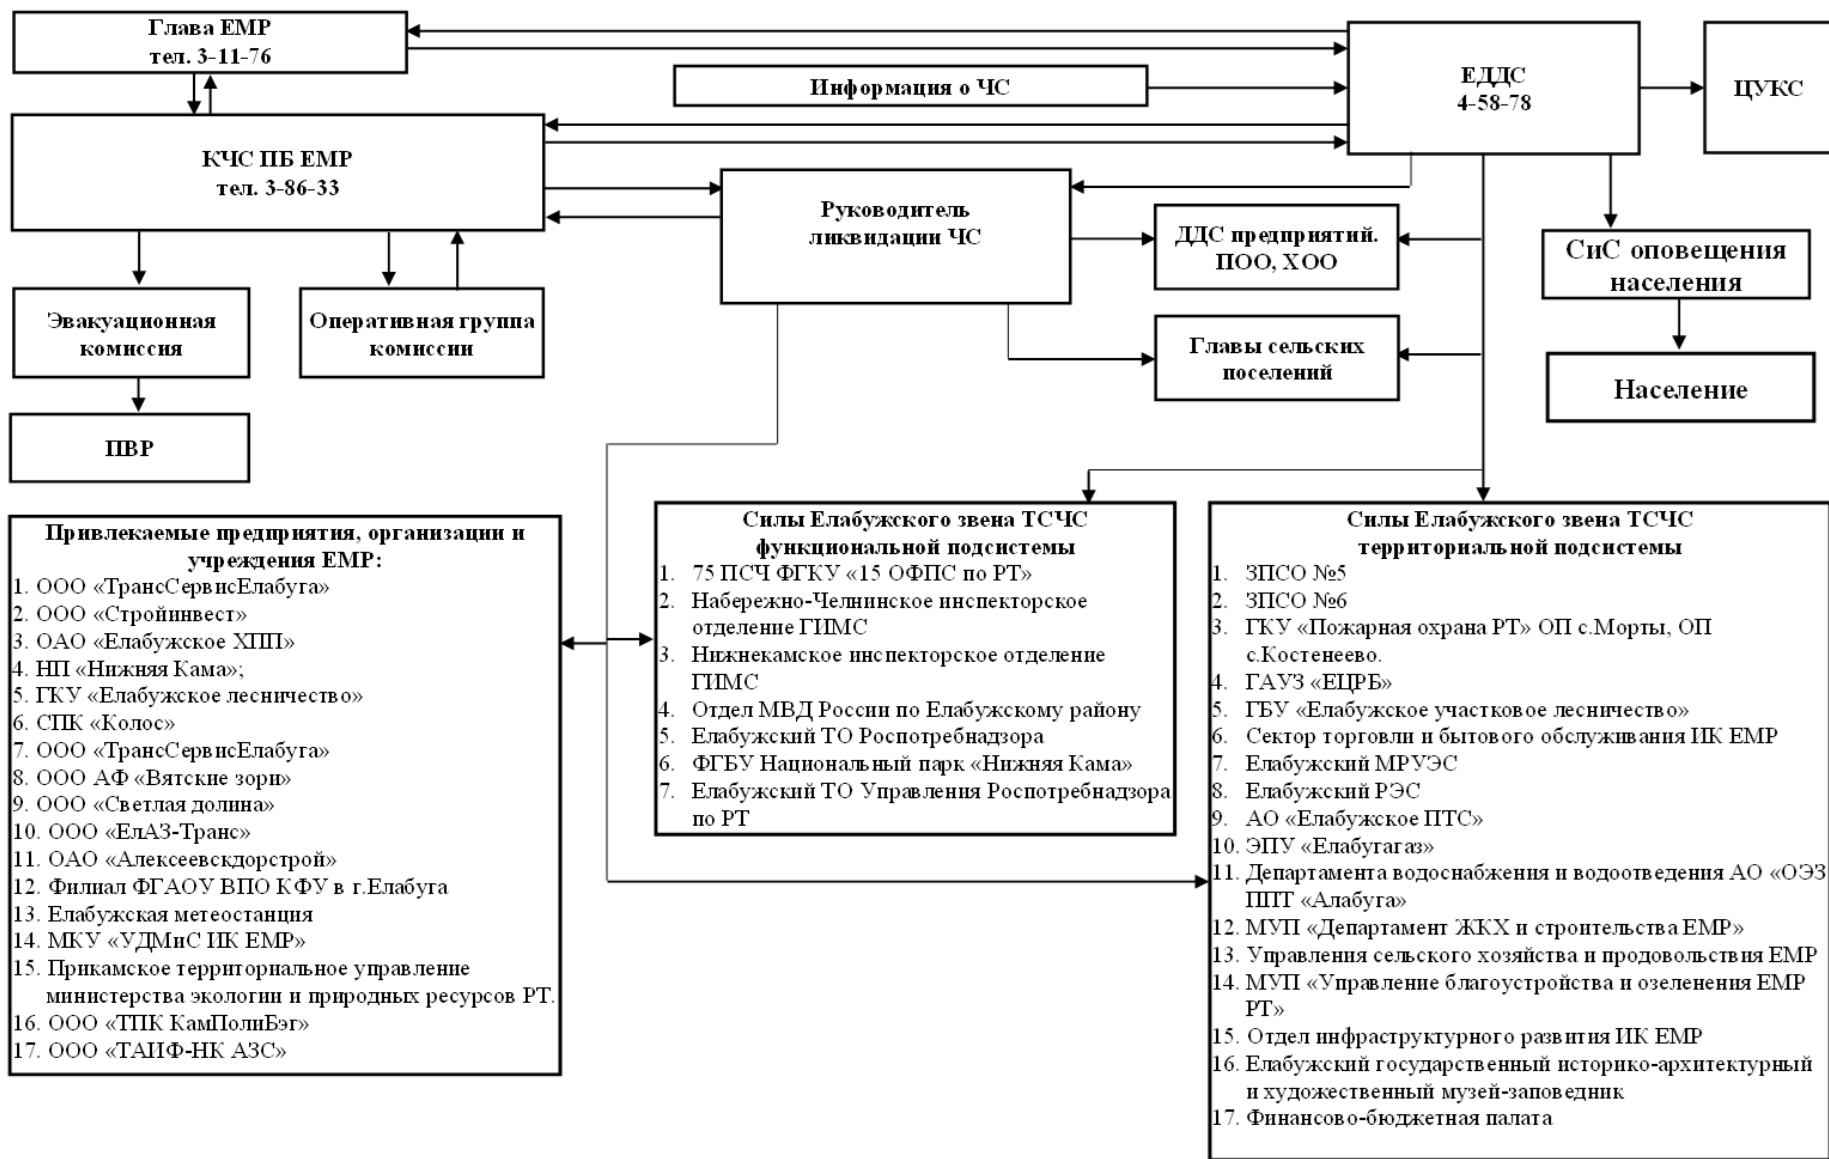 Глава ЕМР
тел. 3-11-76
Информация о ЧС
ЕДДС
4-58-78
ЦУКС
КЧС ПБ ЕМР
тел. 3-86-33
Руководитель
ликвидации ЧС
ДДС предприятий.
ПОО, ХОО
СиС оповещения
населения
Эвакуационная
комиссия
Оперативная группа
комиссии
Главы сельских
поселений
Население
ПВР
Привлекаемые предприятия, организации и
учреждения ЕМР:
1. ООО «ТрансСервисЕлабуга»
2. ООО «Стройинвест»
3. ОАО «Елабужское ХПП»
4. НП «Нижняя Кама»;
5. ГКУ «Елабужское лесничество»
6. СПК «Колос»
7. ООО «ТрансСервисЕлабуга»
8. ООО АФ «Вятские зори»
9. ООО «Светлая долина»
10. ООО «ЕлАЗ-Транс»
11. ОАО «Алексеевскдорстрой»
12. Филиал ФГАОУ ВПО КФУ в г.Елабуга
13. Елабужская метеостанция
14. МКУ «УДМиС ИК ЕМР»
15. Прикамское территориальное управление
министерства экологии и природных ресурсов РТ.
16. ООО «ТПК КамПолиБэг»
17. ООО «ТАИФ-НК АЗС»
Силы Елабужского звена ТСЧС
функциональной подсистемы
1. 75 ПСЧ ФГКУ «15 ОФПС по РТ»
2. Набережно-Челнинское инспекторское
отделение ГИМС
3. Нижнекамское инспекторское отделение
ГИМС
4. Отдел МВД России по Елабужскому району
5. Елабужский ТО Роспотребнадзора
6. ФГБУ Национальный парк «Нижняя Кама»
7. Елабужский ТО Управления Роспотребнадзора
по РТ
Силы Елабужского звена ТСЧС
территориальной подсистемы
1. ЗПСО №5
2. ЗПСО №6
3. ГКУ «Пожарная охрана РТ» ОП с.Морты, ОП
с.Костенеево.
4. ГАУЗ «ЕЦРБ»
5. ГБУ «Елабужское участковое лесничество»
6. Сектор торговли и бытового обслуживания ИК ЕМР
7. Елабужский МРУЭС
8. Елабужский РЭС
9. АО «Елабужское ПТС»
10. ЭПУ «Елабугагаз»
11. Департамента водоснабжения и водоотведения АО «ОЭЗ
ППТ «Алабуга»
12. МУП «Департамент ЖКХ и строительства ЕМР»
13. Управления сельского хозяйства и продовольствия ЕМР
14. МУП «Управление благоустройства и озеленения ЕМР
РТ»
15. Отдел инфраструктурного развития ИК ЕМР
16. Елабужский государственный историко-архитектурный
и художественный музей-заповедник
17. Финансово-бюджетная палата